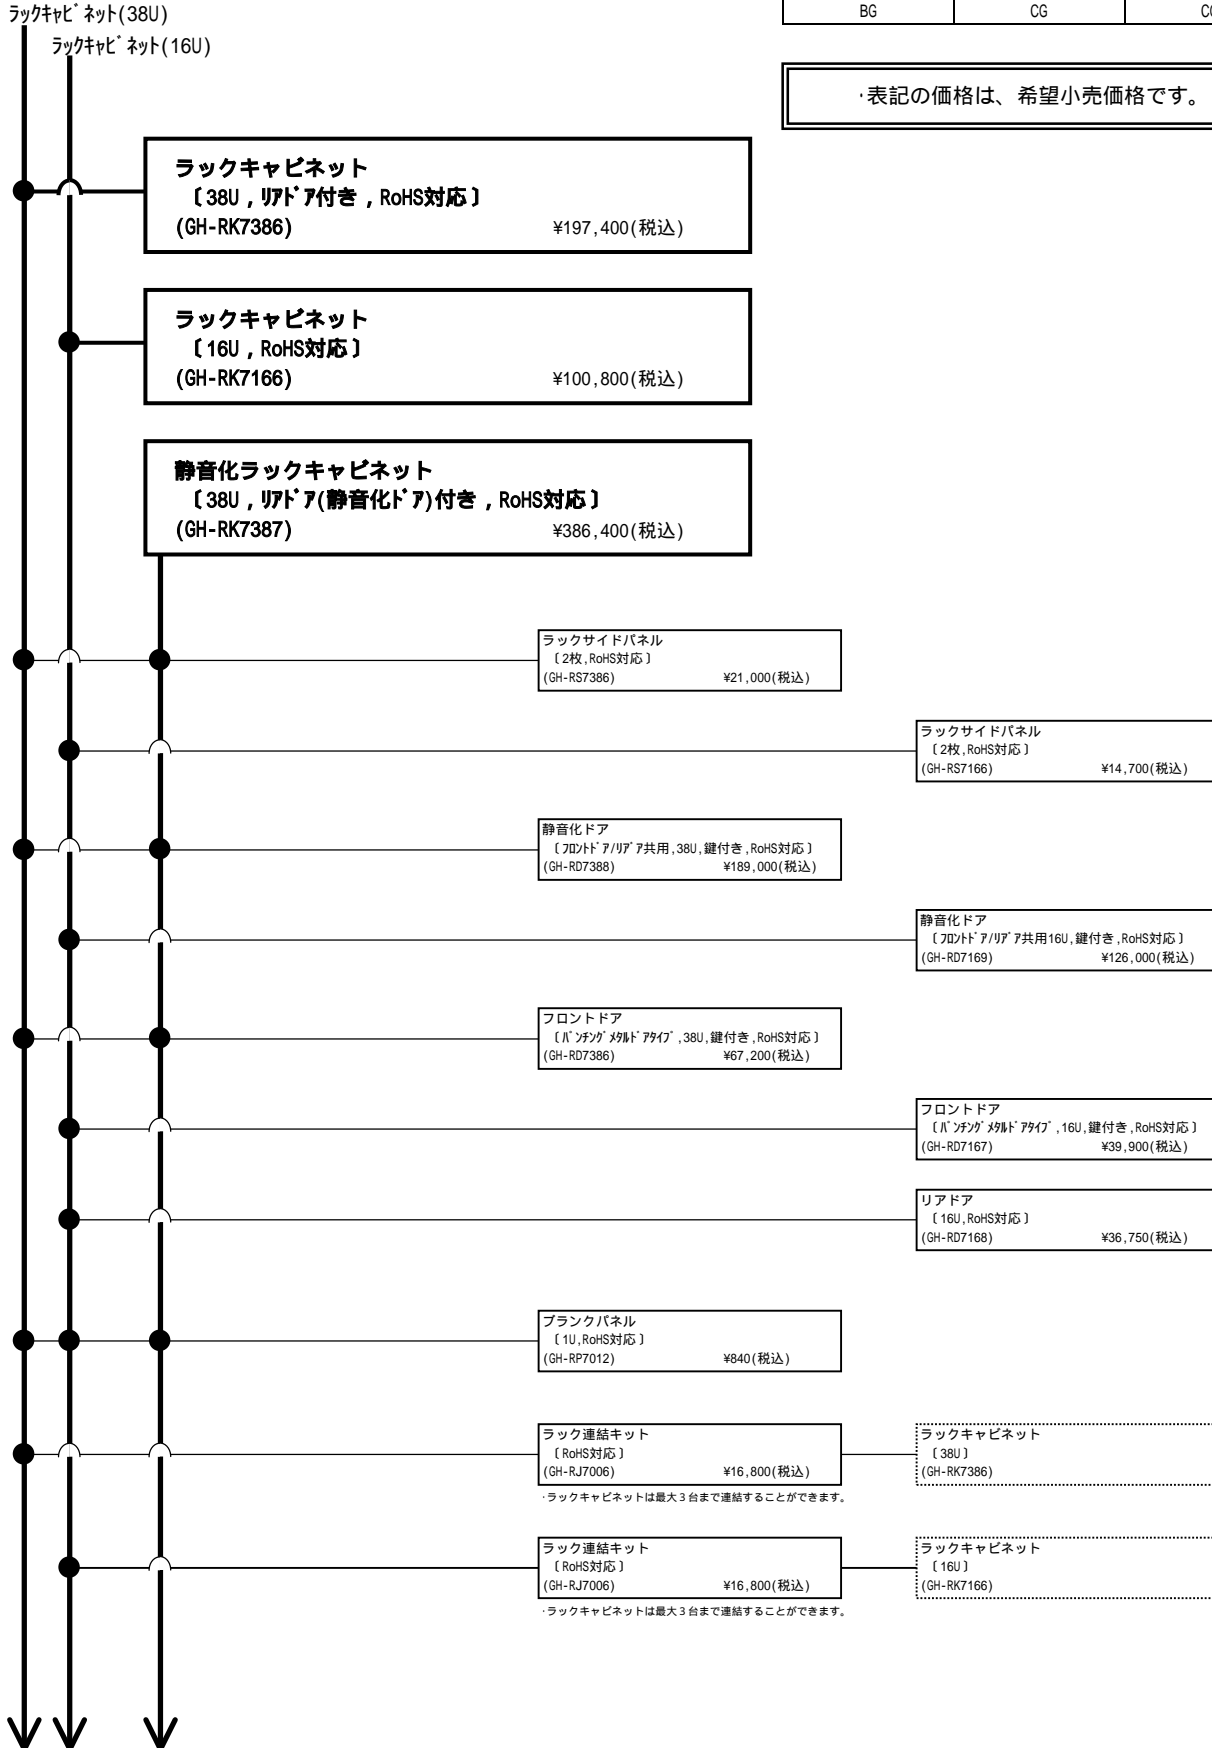 ラックキャビネット(38U)
ラックキャビネット(16U)
BG CG
・表記の価格は、希望小売価格です。
ラックキャビネット
〔38U,リアドア付き,RoHS対応〕
(GH-RK7386) ¥197,400(税込)
ラックキャビネット
〔16U,RoHS対応〕
(GH-RK7166) ¥100,800(税込)
静音化ラックキャビネット
〔38U,リアドア(静音化ドア)付き,RoHS対応〕
(GH-RK7387) ¥386,400(税込)
ラックサイドパネル
〔2枚,RoHS対応〕
(GH-RS7386) ¥21,000(税込)
ラックサイドパネル
〔2枚,RoHS対応〕
(GH-RS7166) ¥14,700(税込)
静音化ドア
〔フロントドア/リアドア共用,38U,鍵付き,RoHS対応〕
(GH-RD7388) ¥189,000(税込)
静音化ドア
〔フロントドア/リアドア共用16U,鍵付き,RoHS対応〕
(GH-RD7169) ¥126,000(税込)
フロントドア
〔パンチングメタルドアタイプ,38U,鍵付き,RoHS対応〕
(GH-RD7386) ¥67,200(税込)
フロントドア
〔パンチングメタルドアタイプ,16U,鍵付き,RoHS対応〕
(GH-RD7167) ¥39,900(税込)
リアドア
〔16U,RoHS対応〕
(GH-RD7168) ¥36,750(税込)
ブランクパネル
〔1U,RoHS対応〕
(GH-RP7012) ¥840(税込)
ラック連結キット
〔RoHS対応〕
(GH-RJ7006) ¥16,800(税込)
・ラックキャビネットは最大3台まで連結することができます。
ラックキャビネット
〔38U〕
(GH-RK7386)
ラック連結キット
〔RoHS対応〕
(GH-RJ7006) ¥16,800(税込)
・ラックキャビネットは最大3台まで連結することができます。
ラックキャビネット
〔16U〕
(GH-RK7166)